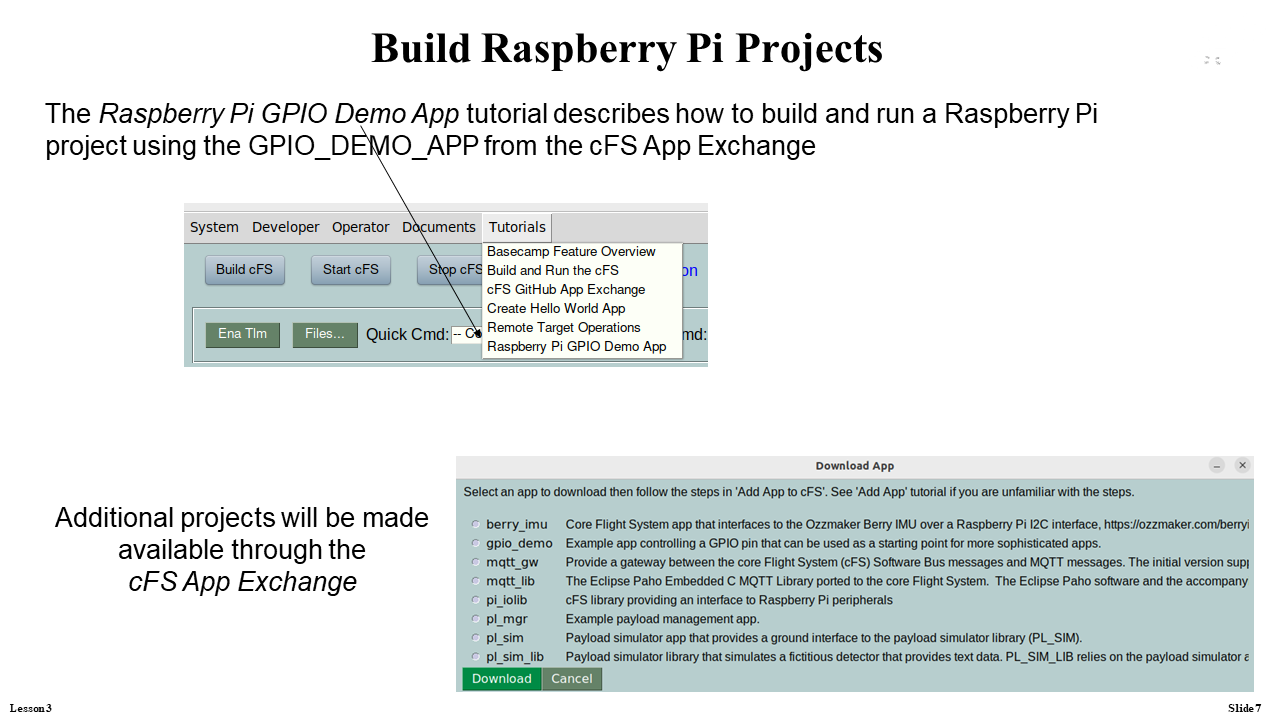 Build Raspberry Pi Projects
The Raspberry Pi GPIO Demo App tutorial describes how to build and run a Raspberry Pi
project using the GPIO_DEMO_APP from the cFS App Exchange
System Developer Operator Documents Tutorials
Basecamp Feature Overview
Build cFS Start cFS Stop cFS Build and Run the cFS on
cFS GitHub App Exchange
Create Hello World App
Ena Tlm Files... Quick Cmd: -- Co Remote Target Operations md:
Raspberry Pi GPIO Demo App
Download App
Select an app to download then follow the steps in 'Add App to cFS'. See 'Add App' tutorial if you are unfamiliar with the steps.
berry_imu Core Flight System app that interfaces to the Ozzmaker Berry IMU over a Raspberry Pi I2C interface, https://ozzmaker.com/berryi
gpio_demo Example app controlling a GPIO pin that can be used as a starting point for more sophisticated apps.
mqtt_gw Provide a gateway between the core Flight System (cFS) Software Bus messages and MQTT messages. The initial version supp
mqtt_lib The Eclipse Paho Embedded C MQTT Library ported to the core Flight System. The Eclipse Paho software and the accompany
pi_iolib cFS library providing an interface to Raspberry Pi peripherals
pl_mgr Example payload management app.
pl_sim Payload simulator app that provides a ground interface to the payload simulator library (PL_SIM).
pl_sim_lib Payload simulator library that simulates a fictitious detector that provides text data. PL_SIM_LIB relies on the payload simulator a
Download Cancel
Additional projects will be made
available through the
cFS App Exchange
Lesson 3
Slide 7